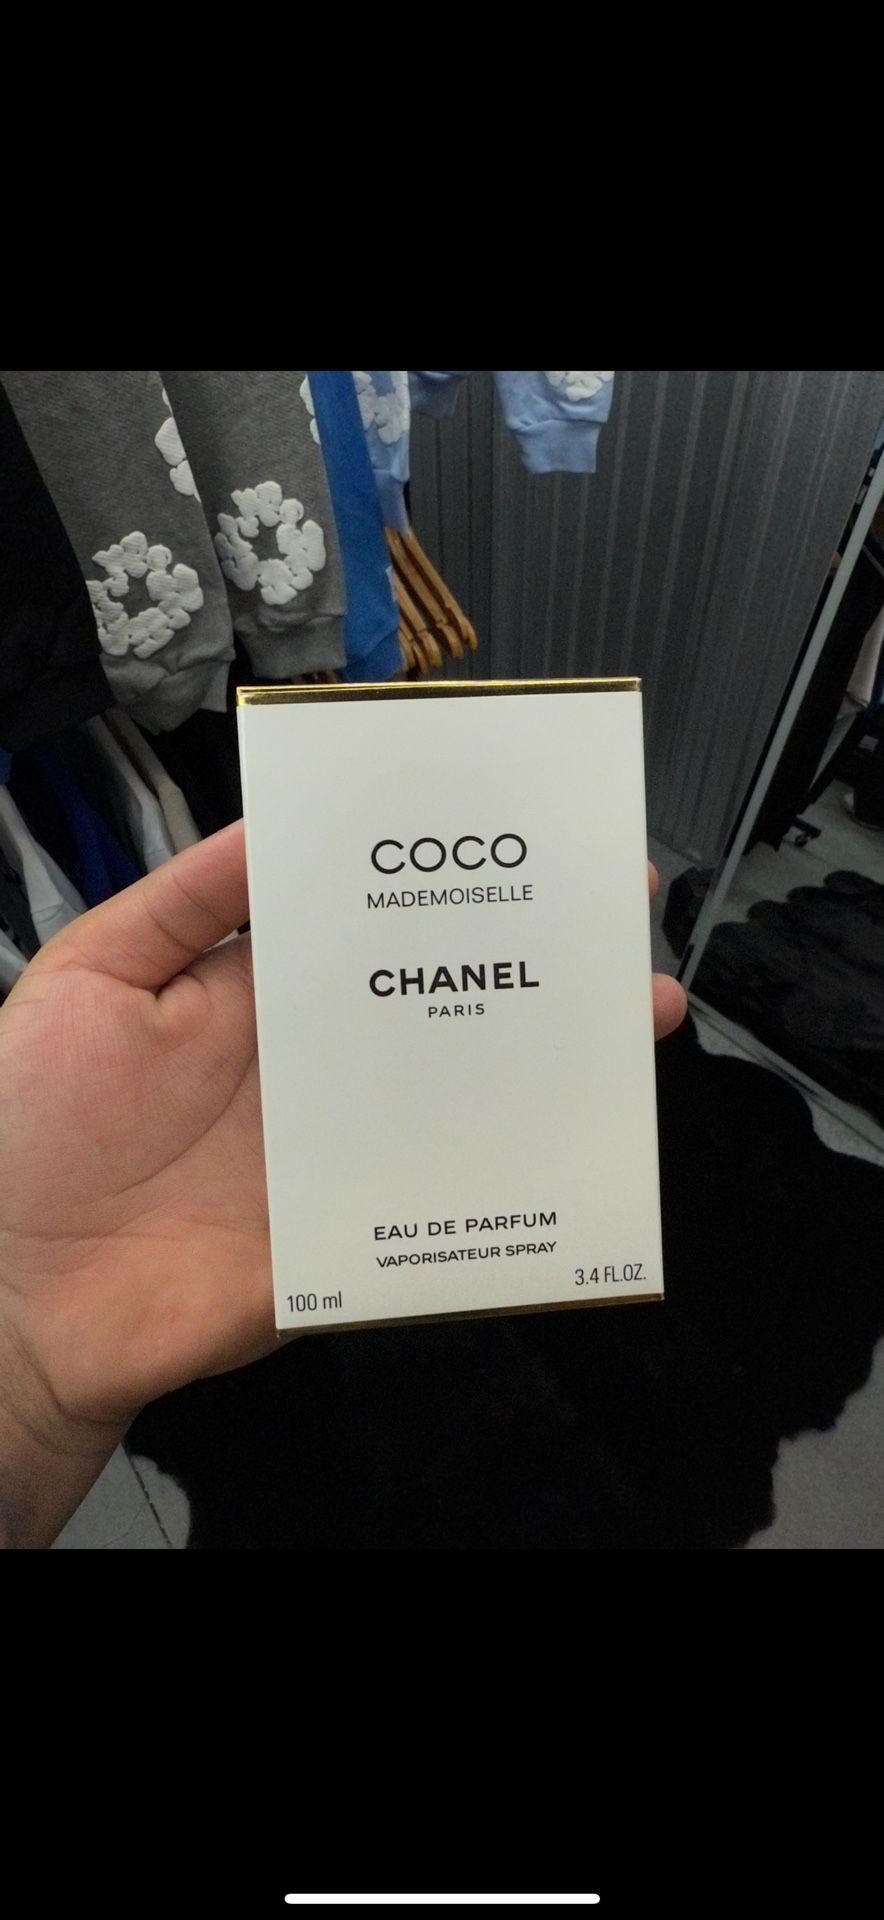 COCO
MADEMOISELLE
CHANEL
PARIS
EAU DE PARFUM
VAPORISATEUR SPRAY
100 ml
3.4 FL.OZ.